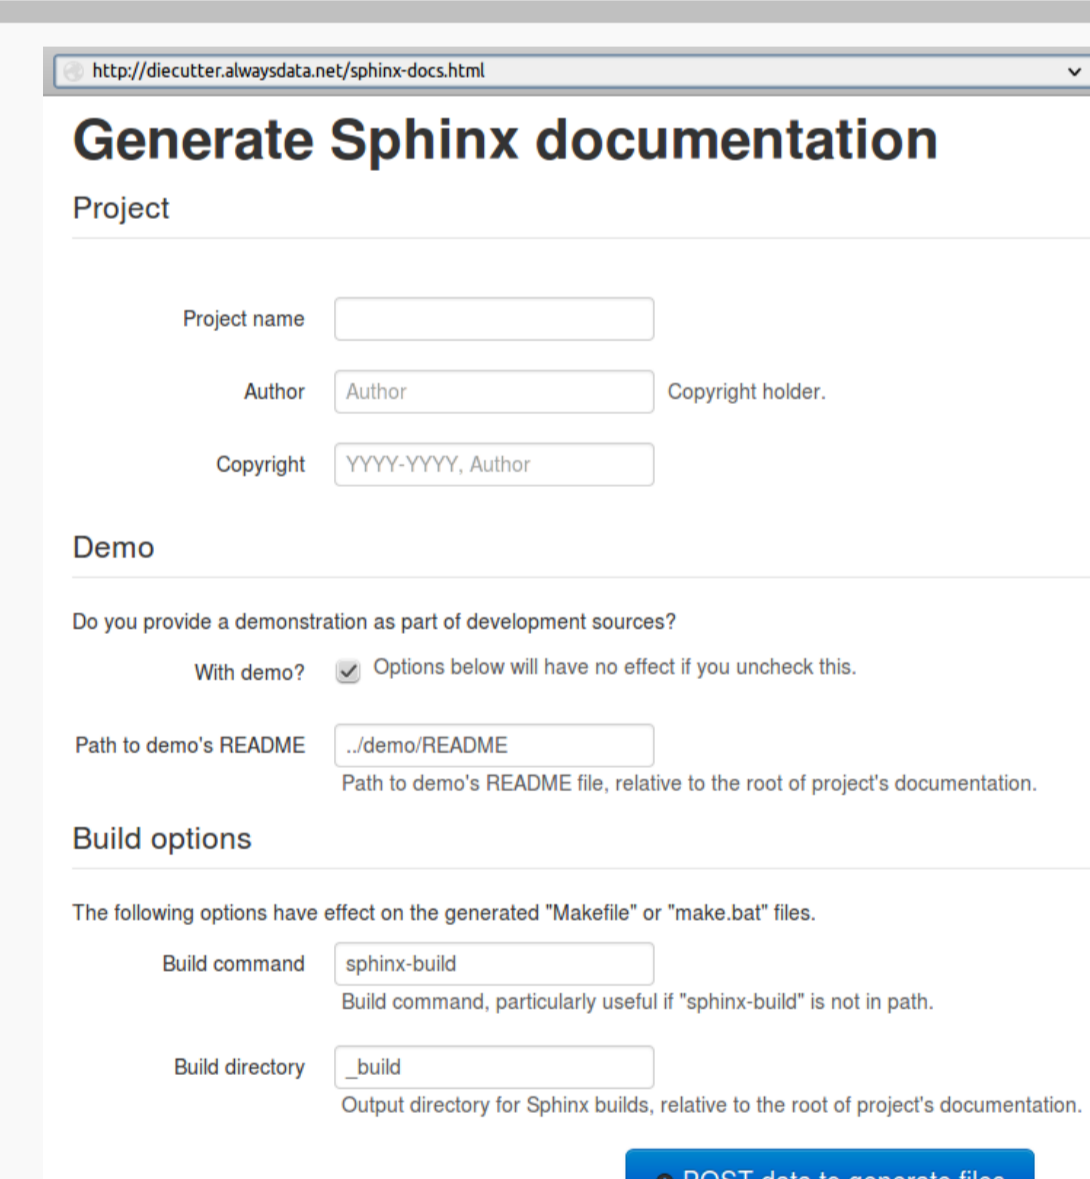 http://diecutter.alwaysdata.net/sphinx-docs.html
Generate Sphinx documentation
Project
Project name
Author Author Copyright holder.
Copyright YYYY-YYYY, Author
Demo
Do you provide a demonstration as part of development sources?
With demo? Options below will have no effect if you uncheck this.
Path to demo's README ../demo/README
Path to demo's README file, relative to the root of project's documentation.
Build options
The following options have effect on the generated "Makefile" or "make.bat" files.
Build command sphinx-build
Build command, particularly useful if "sphinx-build" is not in path.
Build directory _build
Output directory for Sphinx builds, relative to the root of project's documentation.
POST data to generate files